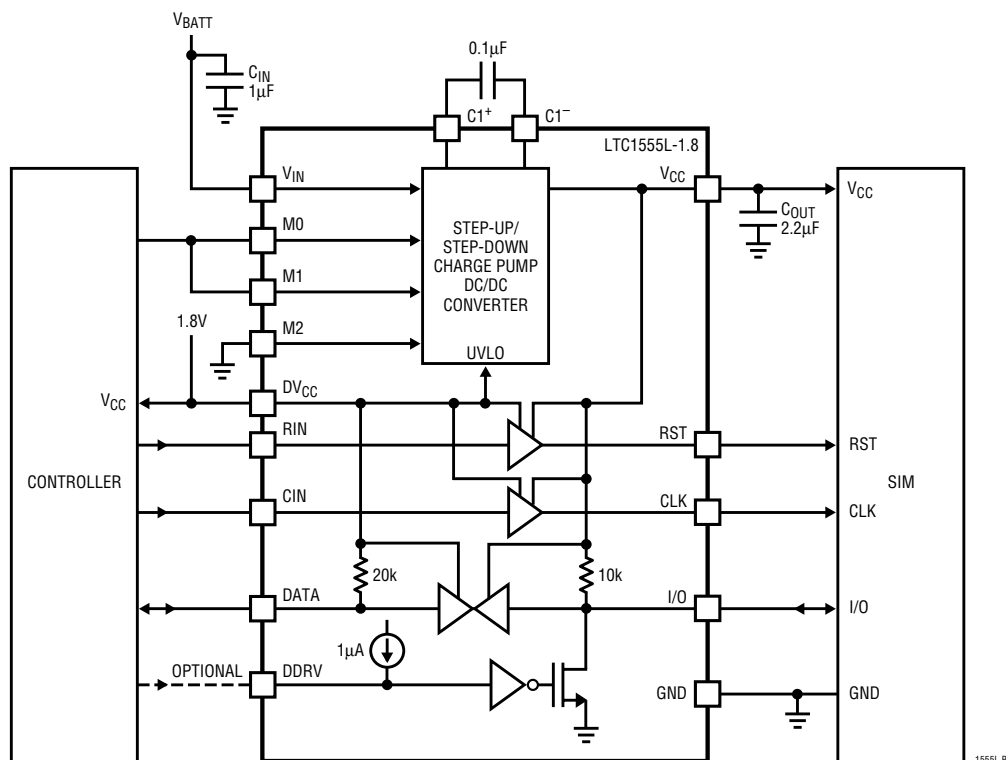 VBATT
CIN
1µF
0.1µF
C1+
C1–
LTC1555L-1.8
VIN
VCC
VCC
COUT
2.2µF
M0
M1
M2
STEP-UP/
STEP-DOWN
CHARGE PUMP
DC/DC
CONVERTER
UVLO
1.8V
VCC
DVCC
RIN
RST
RST
CONTROLLER
SIM
CIN
CLK
CLK
20k
10k
DATA
I/O
I/O
1µA
OPTIONAL
DDRV
GND
GND